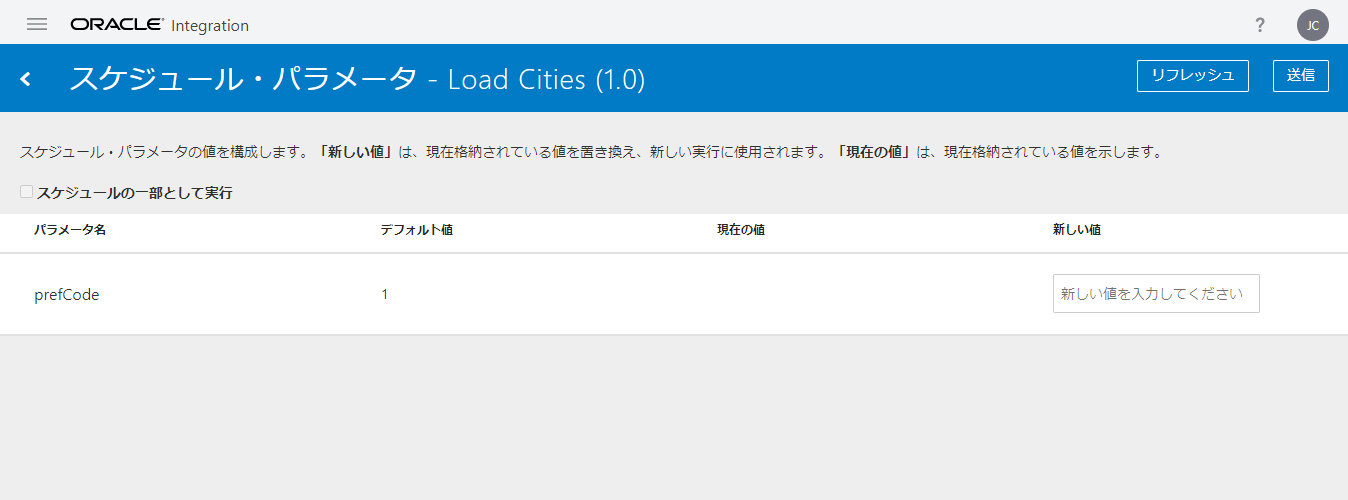 ORACLE Integration ? JC
スケジュール・パラメータ - Load Cities (1.0) リフレッシュ 送信
スケジュール・パラメータの値を構成します。「新しい値」は、現在格納されている値を置き換え、新しい実行に使用されます。「現在の値」は、現在格納されている値を示します。
スケジュールの一部として実行
パラメータ名 デフォルト値 現在の値 新しい値
prefCode 1 新しい値を入力してください